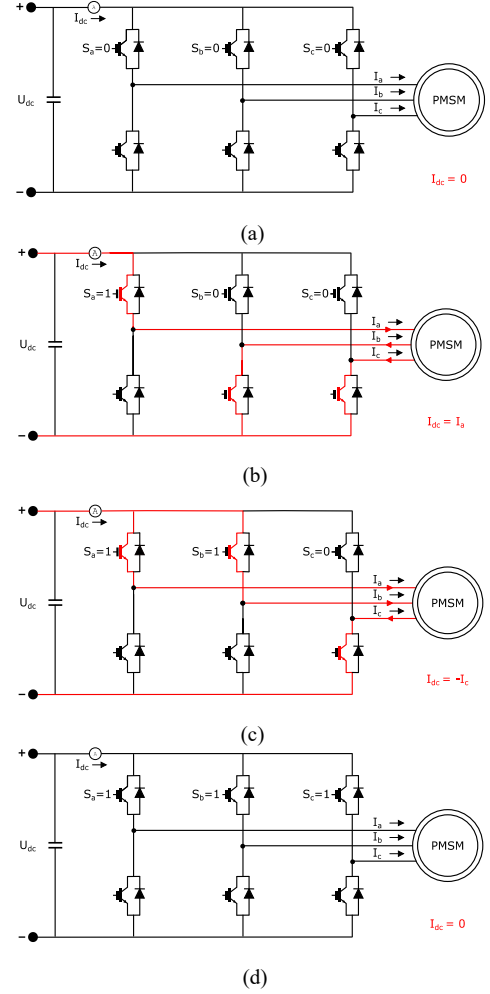 +
A
I_dc
S_a=0 S_b=0 S_c=0
U_dc
I_a
I_b
I_c
PMSM
I_dc = 0
−
(a)
+
A
I_dc
S_a=1 S_b=0 S_c=0
U_dc
I_a
I_b
I_c
PMSM
I_dc = I_a
−
(b)
+
A
I_dc
S_a=1 S_b=1 S_c=0
U_dc
I_a
I_b
I_c
PMSM
I_dc = -I_c
−
(c)
+
A
I_dc
S_a=1 S_b=1 S_c=1
U_dc
I_a
I_b
I_c
PMSM
I_dc = 0
−
(d)